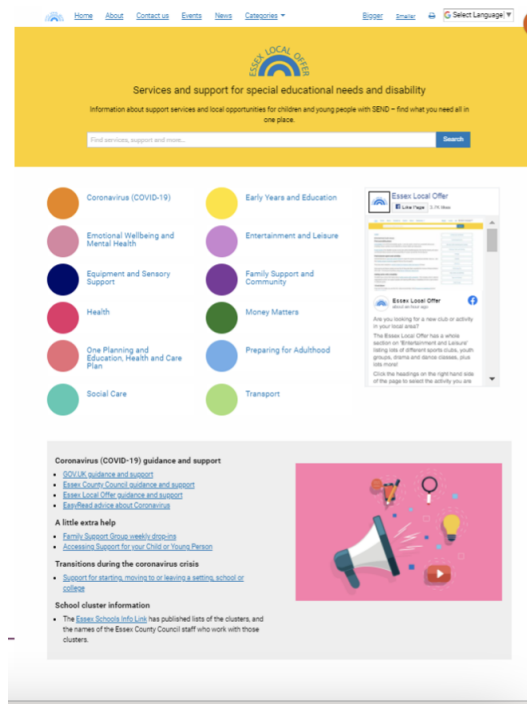 Home About Contact us Events News Categories
Bigger Smaller Select Language
ESSEX LOCAL OFFER
Services and support for special educational needs and disability
Information about support services and local opportunities for children and young people with SEND – find what you need all in
one place.
Find services, support and more...
Search
Coronavirus (COVID-19)
Early Years and Education
Emotional Wellbeing and
Mental Health
Entertainment and Leisure
Equipment and Sensory
Support
Family Support and
Community
Health
Money Matters
One Planning and
Education, Health and Care
Plan
Preparing for Adulthood
Social Care
Transport
Essex Local Offer
Like Page
Essex Local Offer
about an hour ago
Are you looking for a new club or activity
in your local area?
The Essex Local Offer has a whole
section on 'Entertainment and Leisure'
listing lots of different sports clubs, youth
groups, drama and dance classes, plus
lots more!
Click the headings on the right hand side
of the page to select the activity you are
Coronavirus (COVID-19) guidance and support
GOV.UK guidance and support
Essex County Council guidance and support
Essex Local Offer guidance and support
EasyRead advice about Coronavirus
A little extra help
Family Support Group weekly drop-ins
Accessing Support for your Child or Young Person
Transitions during the coronavirus crisis
Support for starting, moving to or leaving a setting, school or
college
School cluster information
The Essex Schools Info Link has published lists of the clusters, and
the names of the Essex County Council staff who work with those
clusters.